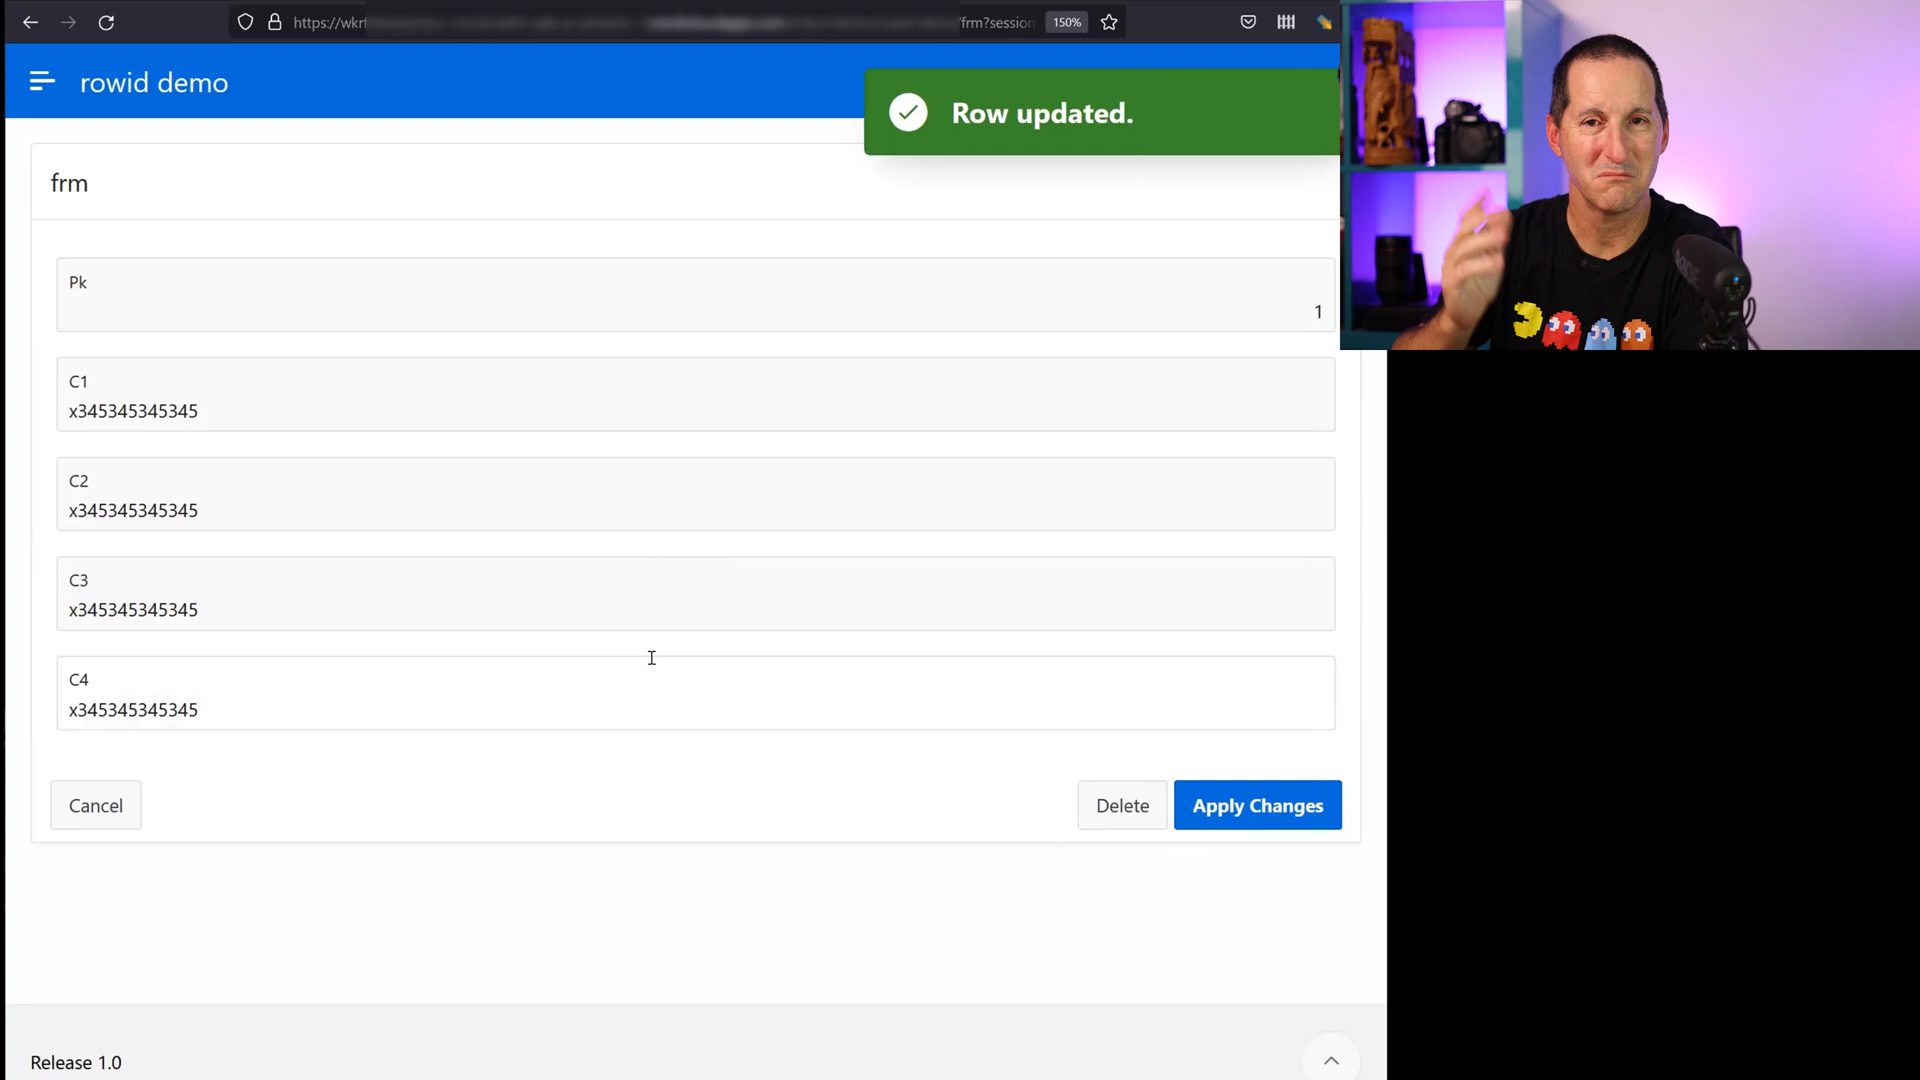 https://wkr
frm?session
150%
rowid demo
Row updated.
frm
Pk
1
C1
x345345345345
C2
x345345345345
C3
x345345345345
C4
x345345345345
Cancel
Delete
Apply Changes
Release 1.0